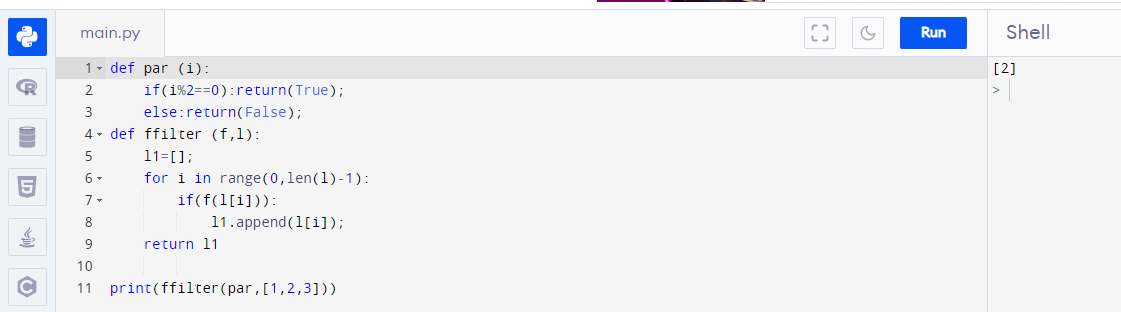 main.py
Run
Shell
1 def par (i):
2 if(i%2==0):return(True);
3 else:return(False);
4 def ffilter (f,l):
5 l1=[];
6 for i in range(0,len(l)-1):
7 if(f(l[i])):
8 l1.append(l[i]);
9 return l1
10
11 print(ffilter(par,[1,2,3]))
[2]
>